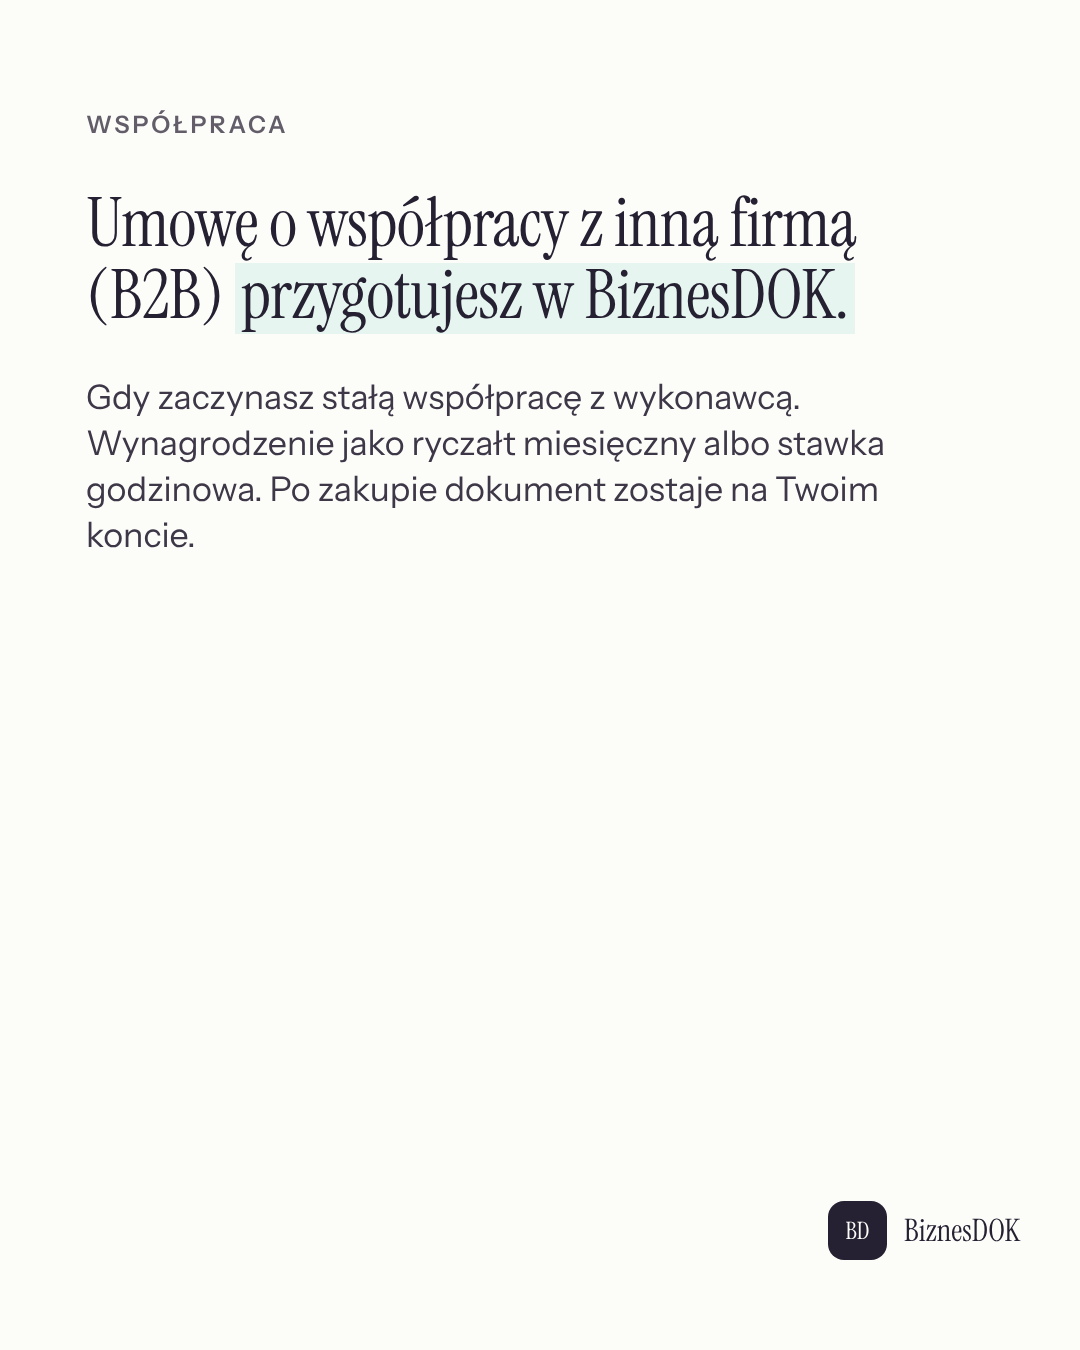 WSPÓŁPRACA
Umowę o współpracy z inną firmą
(B2B) przygotujesz w BiznesDOK.
Gdy zaczynasz stałą współpracę z wykonawcą.
Wynagrodzenie jako ryczałt miesięczny albo stawka
godzinowa. Po zakupie dokument zostaje na Twoim
koncie.
BD BiznesDOK